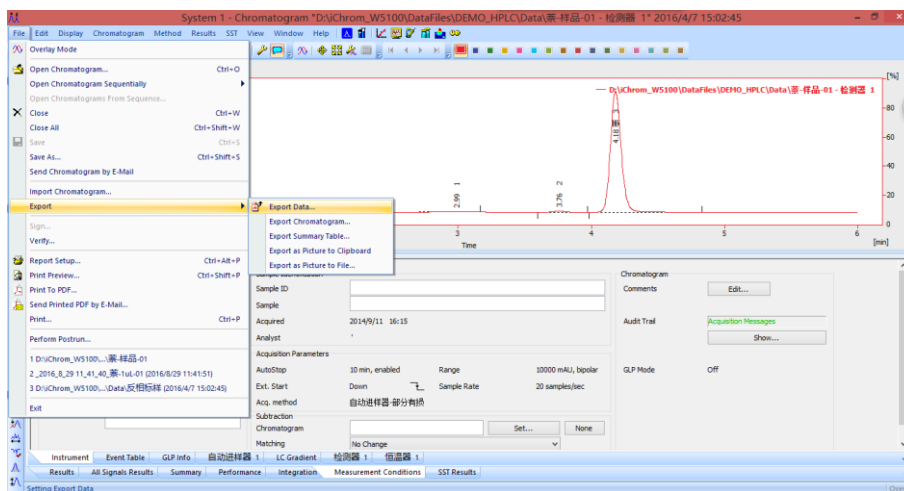 System 1 - Chromatogram "D:\iChrom_W5100\DataFiles\DEMO_HPLC\Data\萘-样品-01 - 检测器 1" 2016/4/7 15:02:45
File Edit Display Chromatogram Method Results SST View Window Help
Overlay Mode
Open Chromatogram... Ctrl+O
Open Chromatogram Sequentially
Open Chromatograms From Sequence...
Close Ctrl+W
Close All Ctrl+Shift+W
Save Ctrl+S
Save As... Ctrl+Shift+S
Send Chromatogram by E-Mail
Import Chromatogram...
Export
Sign...
Verify...
Report Setup... Ctrl+Alt+P
Print Preview... Ctrl+Shift+P
Print To PDF...
Send Printed PDF by E-Mail...
Print... Ctrl+P
Perform Postrun...
1 D:\iChrom_W5100\...\萘-样品-01
2 _2016_8_29 11_41_40_萘-1uL-01 (2016/8/29 11:41:51)
3 D:\iChrom_W5100\...\Data\反相标样 (2016/4/7 15:02:45)
Exit
Export Data...
Export Chromatogram...
Export Summary Table...
Export as Picture to Clipboard
Export as Picture to File...
D:\iChrom_W5100\DataFiles\DEMO_HPLC\Data\萘-样品-01 - 检测器 1
[%]
80
60
40
20
0
2.99 1
3.76 2
4.18
3 4 5 6
Time
[min]
Sample ID
Sample
Acquired 2014/9/11 16:15
Analyst
Chromatogram
Comments Edit...
Audit Trail Acquisition Messages
Show...
Acquisition Parameters
AutoStop 10 min, enabled Range 10000 mAU, bipolar GLP Mode Off
Ext. Start Down Sample Rate 20 samples/sec
Acq. method 自动进样器-部分有损
Subtraction
Chromatogram Set... None
Matching No Change
Instrument Event Table GLP Info 自动进样器 1 LC Gradient 检测器 1 恒温器 1
Results All Signals Results Summary Performance Integration Measurement Conditions SST Results
Setting Export Data